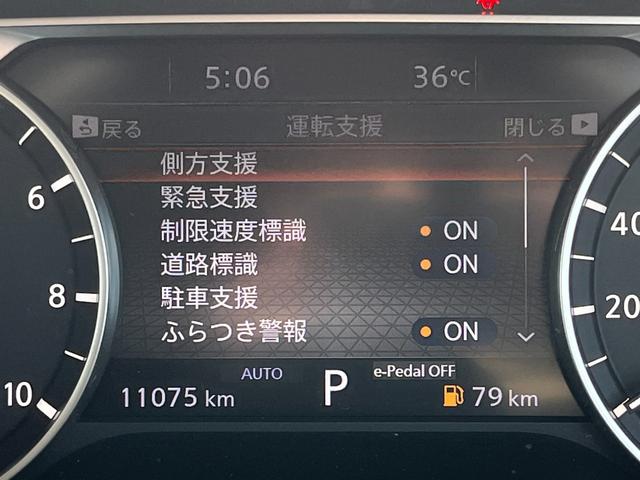 5:06 36℃
戻る 運転支援 閉じる
側方支援
緊急支援
6 制限速度標識 ON 40
道路標識 ON
8 駐車支援 20
ふらつき警報 ON
AUTO e-Pedal OFF
10 11075 km P 79 km